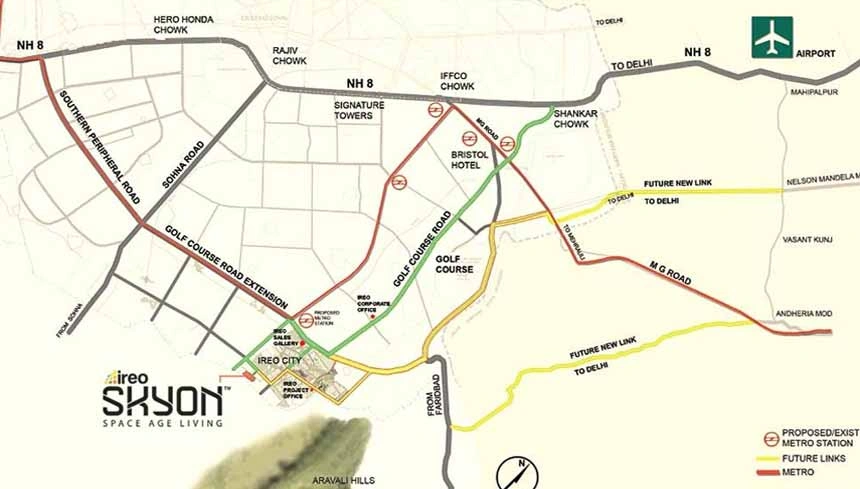 HERO HONDA
CHOWK
TO DELHI
NH 8
RAJIV
CHOWK
NH 8
SIGNATURE
TOWERS
IFFCO
CHOWK
TO DELHI
NH 8
AIRPORT
SHANKAR
CHOWK
MAHIPALPUR
SOUTHERN PERIPHERAL ROAD
SOHNA ROAD
MG ROAD
BRISTOL
HOTEL
FUTURE NEW LINK
TO DELHI
TO DELHI
NELSON MANDELA M
GOLF COURSE ROAD
GOLF COURSE ROAD EXTENSION
GOLF
COURSE
TO MEHRAULI
VASANT KUNJ
M G ROAD
ANDHERIA MOD
FROM SOHNA
IREO
CORPORATE
OFFICE
PROPOSED
METRO
STATION
IREO
SALES
GALLERY
IREO CITY
IREO
PROJECT
OFFICE
FUTURE NEW LINK
TO DELHI
FROM
FARIDBAD
ireo
SKYON™
SPACE AGE LIVING
ARAVALI HILLS
N
PROPOSED/EXIST
METRO STATION
FUTURE LINKS
METRO